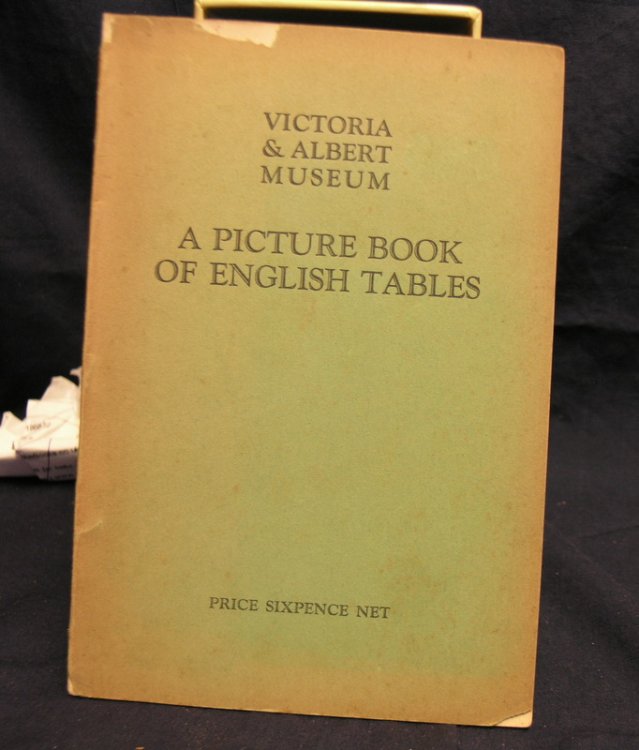 VICTORIA
& ALBERT
MUSEUM
A PICTURE BOOK
OF ENGLISH TABLES
PRICE SIXPENCE NET